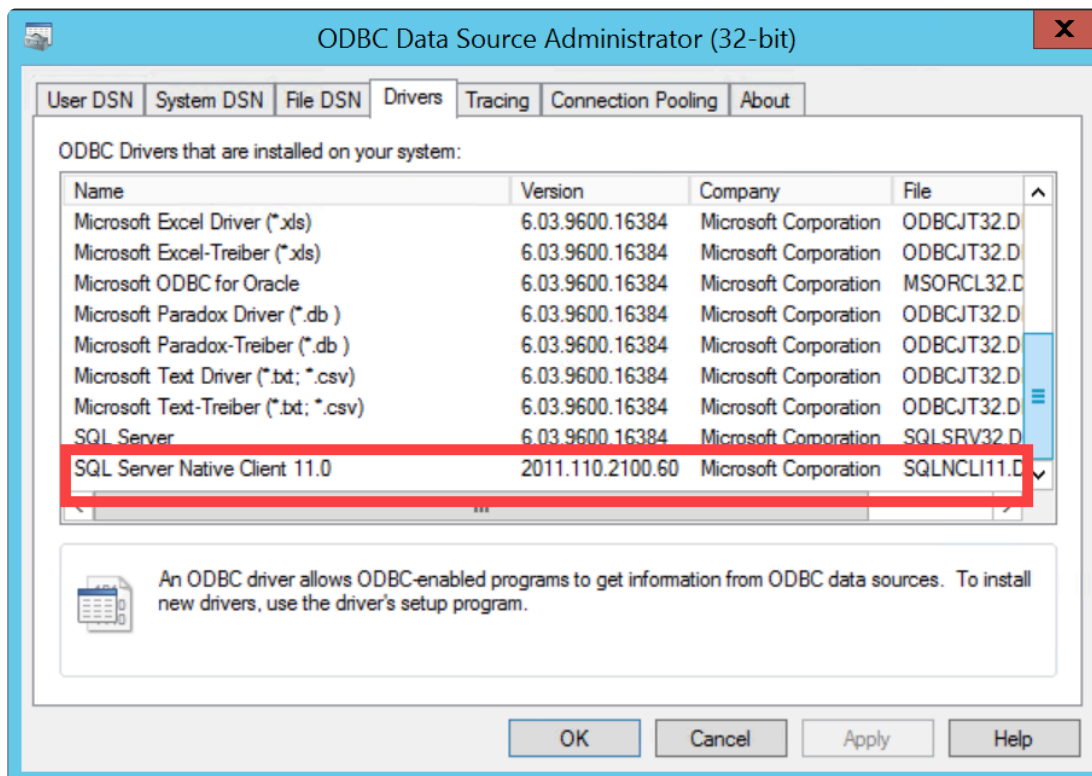 ODBC Data Source Administrator (32-bit)
X
User DSN System DSN File DSN Drivers Tracing Connection Pooling About
ODBC Drivers that are installed on your system:
Name Version Company File
Microsoft Excel Driver (*.xls) 6.03.9600.16384 Microsoft Corporation ODBCJT32.D
Microsoft Excel-Treiber (*.xls) 6.03.9600.16384 Microsoft Corporation ODBCJT32.D
Microsoft ODBC for Oracle 6.03.9600.16384 Microsoft Corporation MSORCL32.D
Microsoft Paradox Driver (*.db ) 6.03.9600.16384 Microsoft Corporation ODBCJT32.D
Microsoft Paradox-Treiber (*.db ) 6.03.9600.16384 Microsoft Corporation ODBCJT32.D
Microsoft Text Driver (*.txt; *.csv) 6.03.9600.16384 Microsoft Corporation ODBCJT32.D
Microsoft Text-Treiber (*.txt; *.csv) 6.03.9600.16384 Microsoft Corporation ODBCJT32.D
SQL Server 6.03.9600.16384 Microsoft Corporation SQLSRV32.D
SQL Server Native Client 11.0 2011.110.2100.60 Microsoft Corporation SQLNCLI11.D
An ODBC driver allows ODBC-enabled programs to get information from ODBC data sources. To install
new drivers, use the driver's setup program.
OK Cancel Apply Help